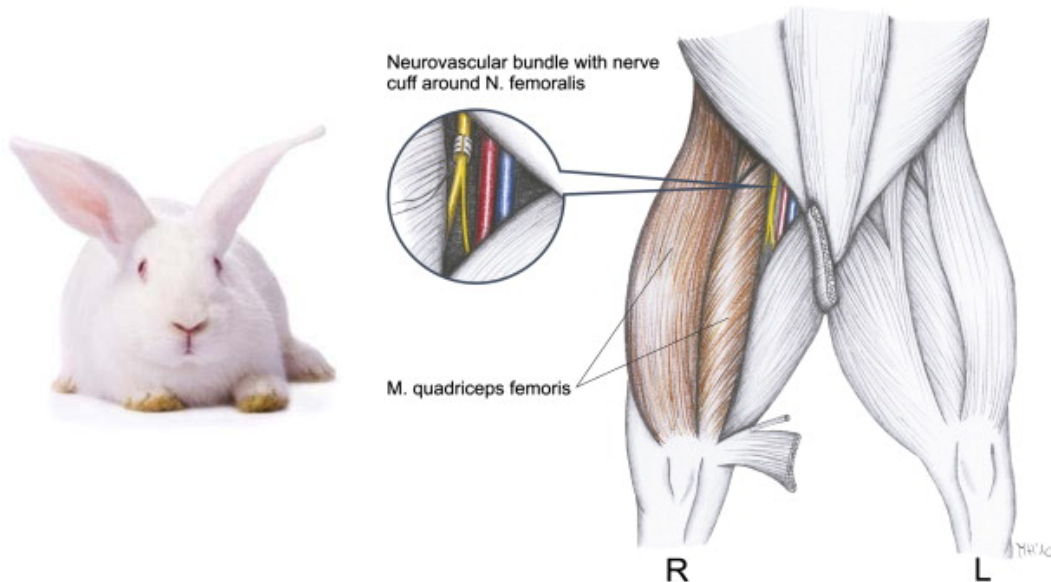 Neurovascular bundle with nerve
cuff around N. femoralis
M. quadriceps femoris
R
L